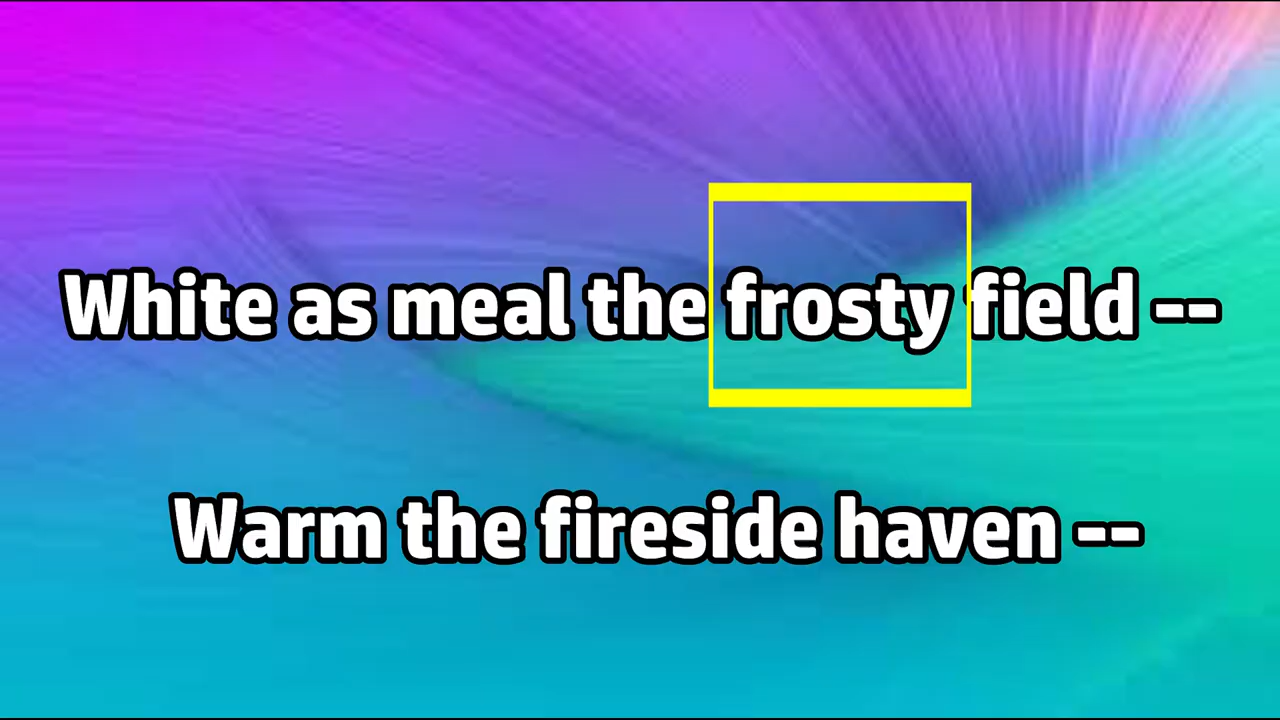 White as meal the frosty field --
Warm the fireside haven --